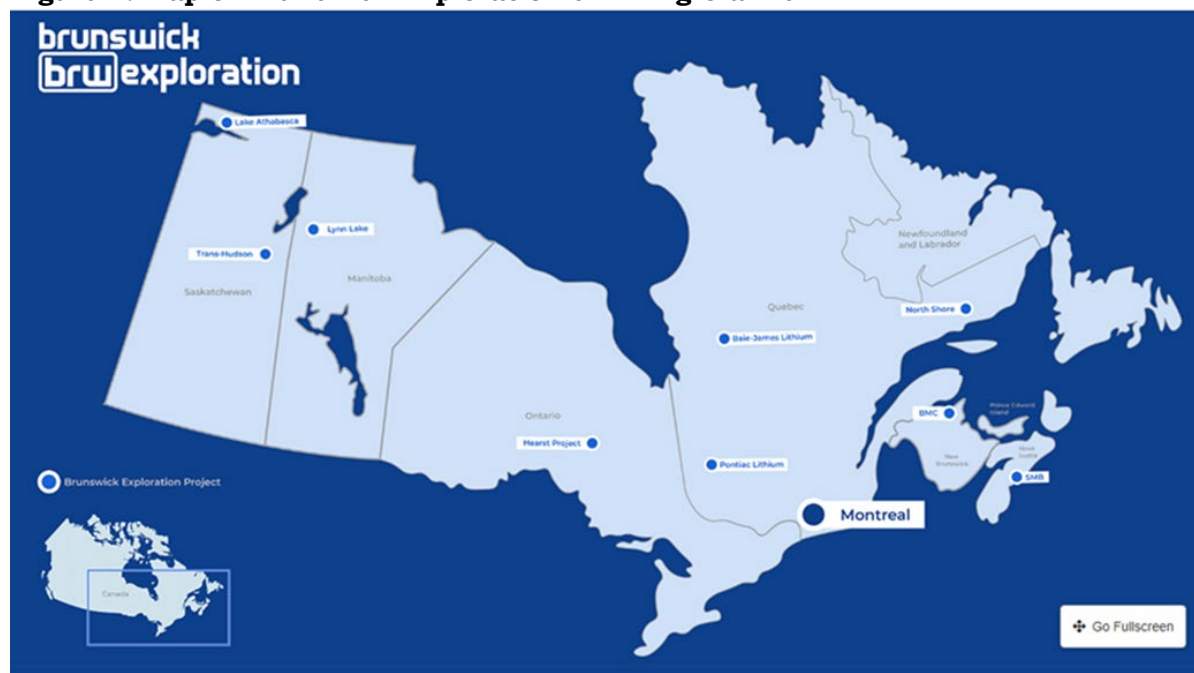 brunswick
brw exploration
Lake Athabasca
Lynn Lake
Trans-Hudson
Manitoba
Saskatchewan
Newfoundland
and Labrador
Quebec
North Shore
Baie-James Lithium
Ontario
BMC
Prince Edward
Island
Hearst Project
Nova
Scotia
New
Brunswick
Pontiac Lithium
SMB
Brunswick Exploration Project
Montreal
Canada
Go Fullscreen